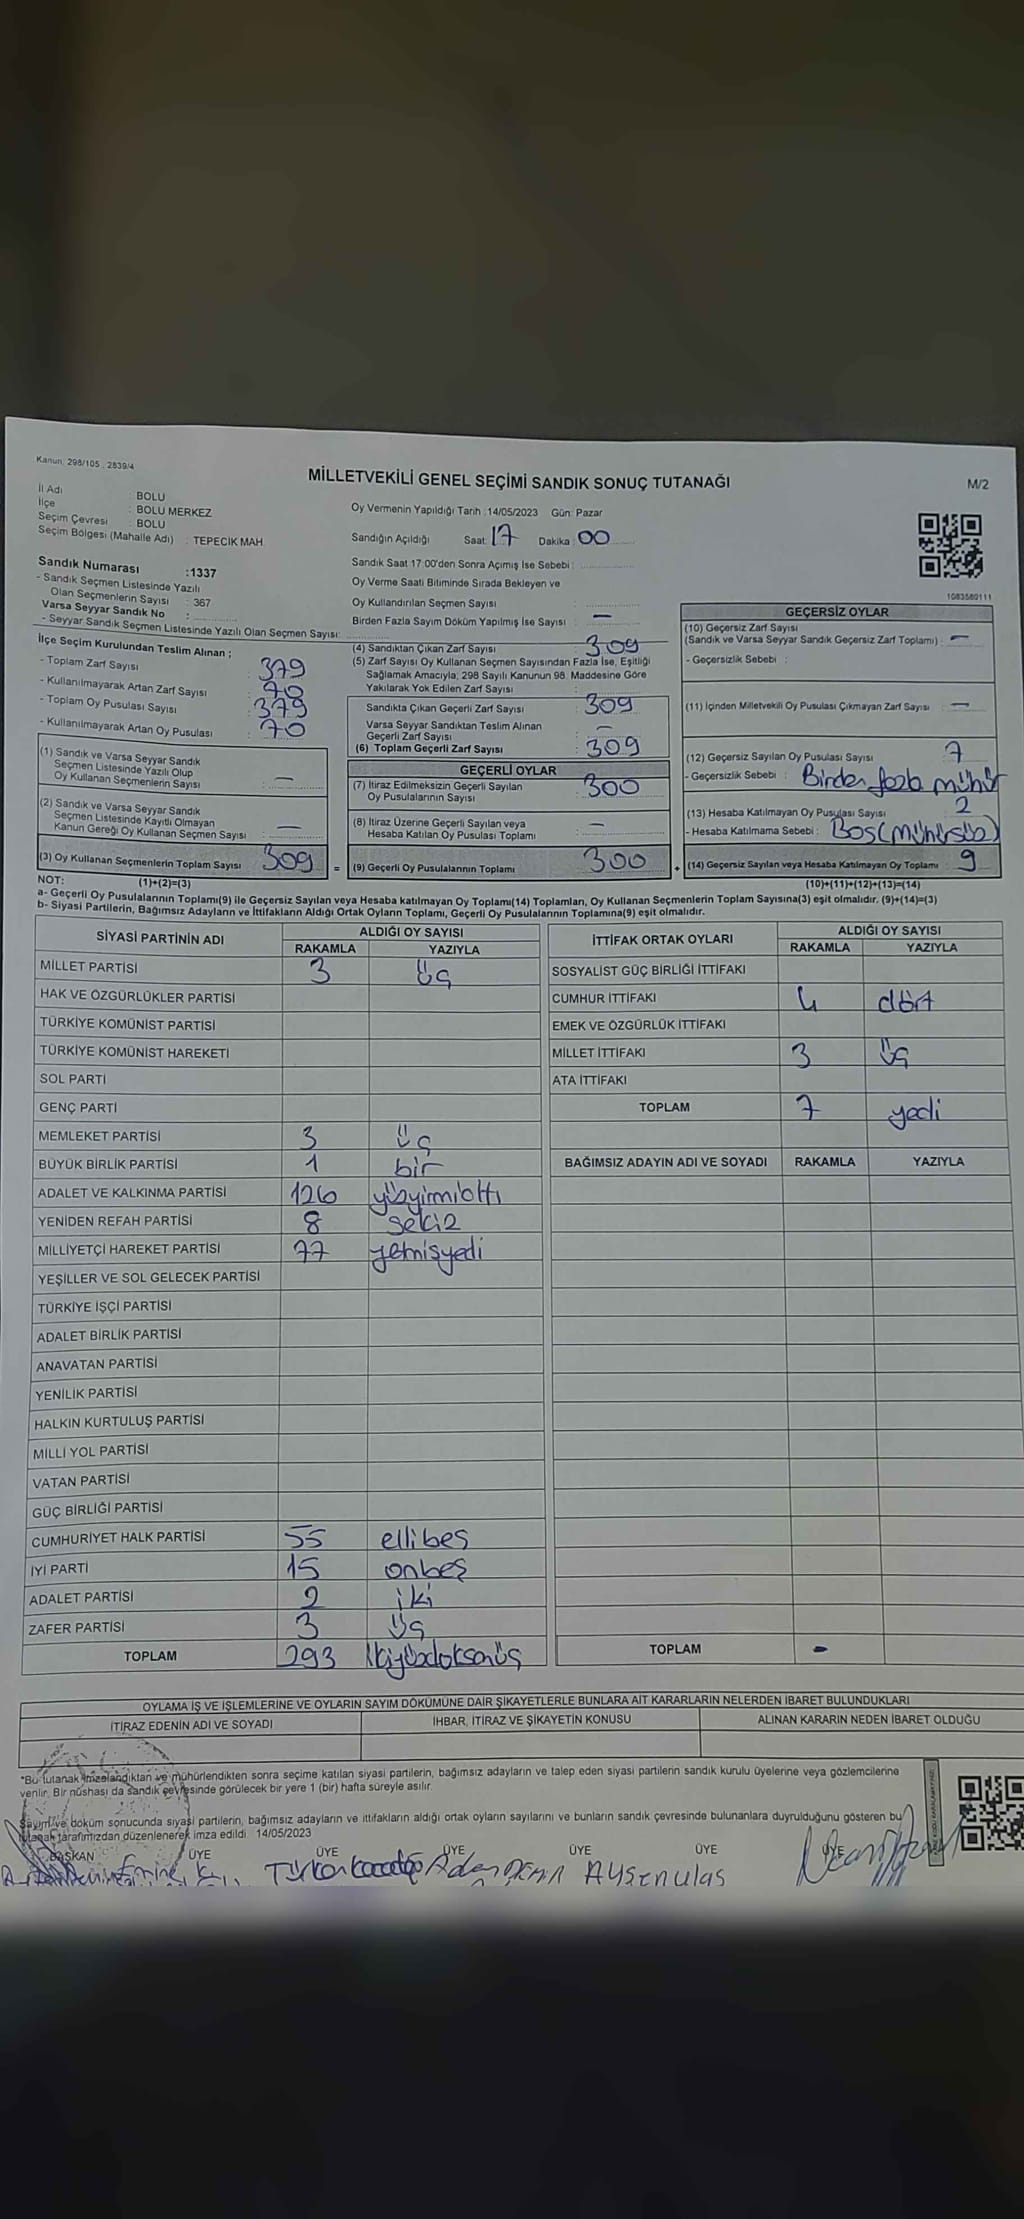 Kanun: 298/105, 2839/4
MİLLETVEKİLİ GENEL SEÇİMİ SANDIK SONUÇ TUTANAĞI
M/2
İl Adı : BOLU
İlçe : BOLU MERKEZ
Seçim Çevresi : BOLU
Seçim Bölgesi (Mahalle Adı) : TEPECİK MAH.
Sandık Numarası :1337
- Sandık Seçmen Listesinde Yazılı
Olan Seçmenlerin Sayısı : 367
Varsa Seyyar Sandık No :
- Seyyar Sandık Seçmen Listesinde Yazılı Olan Seçmen Sayısı:
Oy Vermenin Yapıldığı Tarih :14/05/2023 Gün: Pazar
Sandığın Açıldığı Saat: 17 Dakika : 00
Sandık Saat 17:00'den Sonra Açımış İse Sebebi :
Oy Verme Saati Bitiminde Sırada Bekleyen ve
Oy Kullandırılan Seçmen Sayısı :
Birden Fazla Sayım Döküm Yapılmış İse Sayısı : —
1083580111
İlçe Seçim Kurulundan Teslim Alınan ;
- Toplam Zarf Sayısı : 379
- Kullanılmayarak Artan Zarf Sayısı : 70
- Toplam Oy Pusulası Sayısı : 379
- Kullanılmayarak Artan Oy Pusulası : 70
(1) Sandık ve Varsa Seyyar Sandık
Seçmen Listesinde Yazılı Olup
Oy Kullanan Seçmenlerin Sayısı : —
(2) Sandık ve Varsa Seyyar Sandık
Seçmen Listesinde Kayıtlı Olmayan
Kanun Gereği Oy Kullanan Seçmen Sayısı : —
(3) Oy Kullanan Seçmenlerin Toplam Sayısı : 309 =
(4) Sandıktan Çıkan Zarf Sayısı : 309
(5) Zarf Sayısı Oy Kullanan Seçmen Sayısından Fazla İse, Eşitliği
Sağlamak Amacıyla; 298 Sayılı Kanunun 98. Maddesine Göre
Yakılarak Yok Edilen Zarf Sayısı :
Sandıkta Çıkan Geçerli Zarf Sayısı : 309
Varsa Seyyar Sandıktan Teslim Alınan
Geçerli Zarf Sayısı : —
(6) Toplam Geçerli Zarf Sayısı : 309
GEÇERLİ OYLAR
(7) İtiraz Edilmeksizin Geçerli Sayılan
Oy Pusulalarının Sayısı : 300
(8) İtiraz Üzerine Geçerli Sayılan veya
Hesaba Katılan Oy Pusulası Toplamı : —
(9) Geçerli Oy Pusulalarının Toplamı : 300 +
GEÇERSİZ OYLAR
(10) Geçersiz Zarf Sayısı
(Sandık ve Varsa Seyyar Sandık Geçersiz Zarf Toplamı) : —
- Geçersizlik Sebebi :
(11) İçinden Milletvekili Oy Pusulası Çıkmayan Zarf Sayısı : —
(12) Geçersiz Sayılan Oy Pusulası Sayısı : 7
- Geçersizlik Sebebi : Birden fazla mühür
(13) Hesaba Katılmayan Oy Pusulası Sayısı : 2
- Hesaba Katılmama Sebebi : Boş (mühürsüz)
(14) Geçersiz Sayılan veya Hesaba Katılmayan Oy Toplamı : 9
NOT: (1)+(2)=(3)
(10)+(11)+(12)+(13)=(14)
a- Geçerli Oy Pusulalarının Toplamı(9) ile Geçersiz Sayılan veya Hesaba katılmayan Oy Toplamı(14) Toplamları, Oy Kullanan Seçmenlerin Toplam Sayısına(3) eşit olmalıdır. (9)+(14)=(3)
b- Siyasi Partilerin, Bağımsız Adayların ve İttifakların Aldığı Ortak Oyların Toplamı, Geçerli Oy Pusulalarının Toplamına(9) eşit olmalıdır.
SİYASİ PARTİNİN ADI ALDIĞI OY SAYISI
RAKAMLA YAZIYLA
MİLLET PARTİSİ 3 üç
HAK VE ÖZGÜRLÜKLER PARTİSİ
TÜRKİYE KOMÜNİST PARTİSİ
TÜRKİYE KOMÜNİST HAREKETİ
SOL PARTİ
GENÇ PARTİ
MEMLEKET PARTİSİ 3 üç
BÜYÜK BİRLİK PARTİSİ 1 bir
ADALET VE KALKINMA PARTİSİ 126 yüzyirmialtı
YENİDEN REFAH PARTİSİ 8 sekiz
MİLLİYETÇİ HAREKET PARTİSİ 77 yetmişyedi
YEŞİLLER VE SOL GELECEK PARTİSİ
TÜRKİYE İŞÇİ PARTİSİ
ADALET BİRLİK PARTİSİ
ANAVATAN PARTİSİ
YENİLİK PARTİSİ
HALKIN KURTULUŞ PARTİSİ
MİLLİ YOL PARTİSİ
VATAN PARTİSİ
GÜÇ BİRLİĞİ PARTİSİ
CUMHURİYET HALK PARTİSİ 55 ellibeş
İYİ PARTİ 15 onbeş
ADALET PARTİSİ 2 iki
ZAFER PARTİSİ 3 üç
TOPLAM 293 ikiyüzdoksanüç
İTTİFAK ORTAK OYLARI ALDIĞI OY SAYISI
RAKAMLA YAZIYLA
SOSYALİST GÜÇ BİRLİĞİ İTTİFAKI
CUMHUR İTTİFAKI 4 dört
EMEK VE ÖZGÜRLÜK İTTİFAKI
MİLLET İTTİFAKI 3 üç
ATA İTTİFAKI
TOPLAM 7 yedi
BAĞIMSIZ ADAYIN ADI VE SOYADI RAKAMLA YAZIYLA
TOPLAM -
OYLAMA İŞ VE İŞLEMLERİNE VE OYLARIN SAYIM DÖKÜMÜNE DAİR ŞİKAYETLERLE BUNLARA AİT KARARLARIN NELERDEN İBARET BULUNDUKLARI
İTİRAZ EDENİN ADI VE SOYADI İHBAR, İTİRAZ VE ŞİKAYETİN KONUSU ALINAN KARARIN NEDEN İBARET OLDUĞU
*Bu tutanak imzalandıktan ve mühürlendikten sonra seçime katılan siyasi partilerin, bağımsız adayların ve talep eden siyasi partilerin sandık kurulu üyelerine veya gözlemcilerine
verilir. Bir nüshası da sandık çevresinde görülecek bir yere 1 (bir) hafta süreyle asılır.
Sayım ve döküm sonucunda siyasi partilerin, bağımsız adayların ve ittifakların aldığı ortak oyların sayılarını ve bunların sandık çevresinde bulunanlara duyrulduğunu gösteren bu
tutanak tarafımızdan düzenlenerek imza edildi. 14/05/2023
BAŞKAN ÜYE ÜYE ÜYE ÜYE ÜYE ÜYE
Emine Türkan Ayşenulas